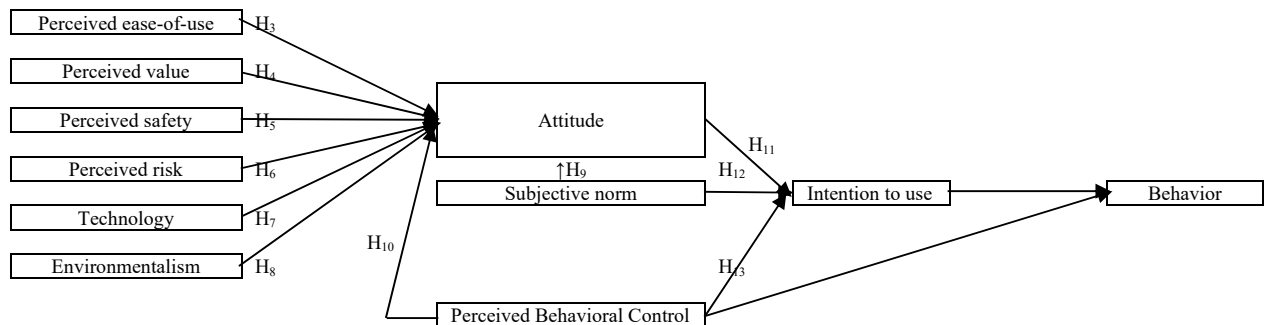 Perceived ease-of-use
H₃
Perceived value
H₄
Perceived safety
H₅
Perceived risk
H₆
Technology
H₇
Environmentalism
H₈
Attitude
↑H₉
Subjective norm
H₁₀
Perceived Behavioral Control
H₁₁
H₁₂
H₁₃
Intention to use
Behavior